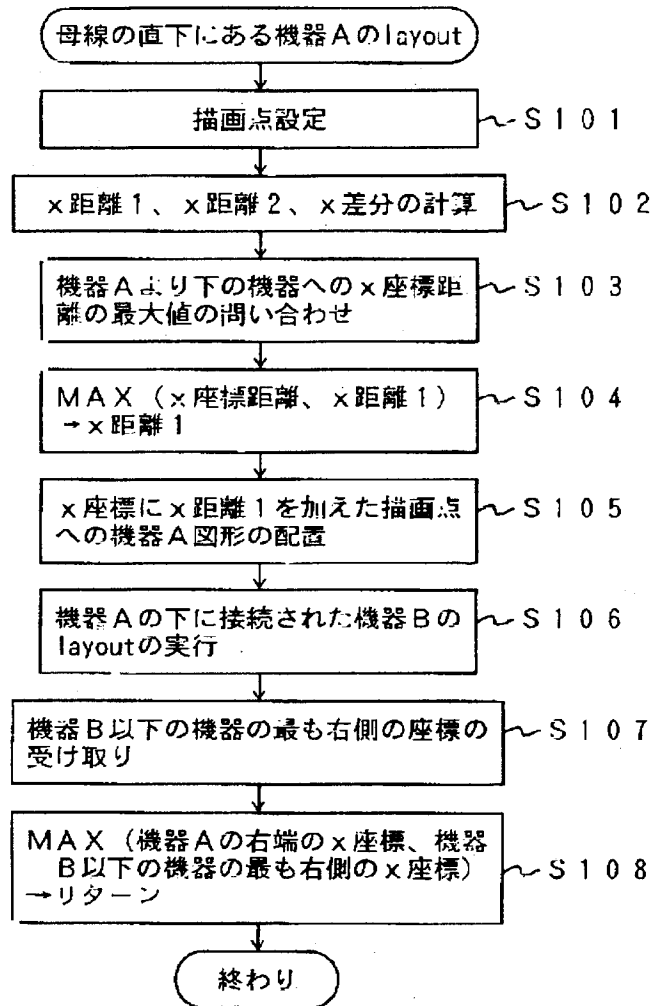 母線の直下にある機器Aのlayout
描画点設定
S101
x距離1、x距離2、x差分の計算
S102
機器Aより下の機器へのx座標距
離の最大値の問い合わせ
S103
MAX(x座標距離、x距離1)
→x距離1
S104
x座標にx距離1を加えた描画点
への機器A図形の配置
S105
機器Aの下に接続された機器Bの
layoutの実行
S106
機器B以下の機器の最も右側の座標の
受け取り
S107
MAX(機器Aの右端のx座標、機器
B以下の機器の最も右側のx座標)
→リターン
S108
終わり